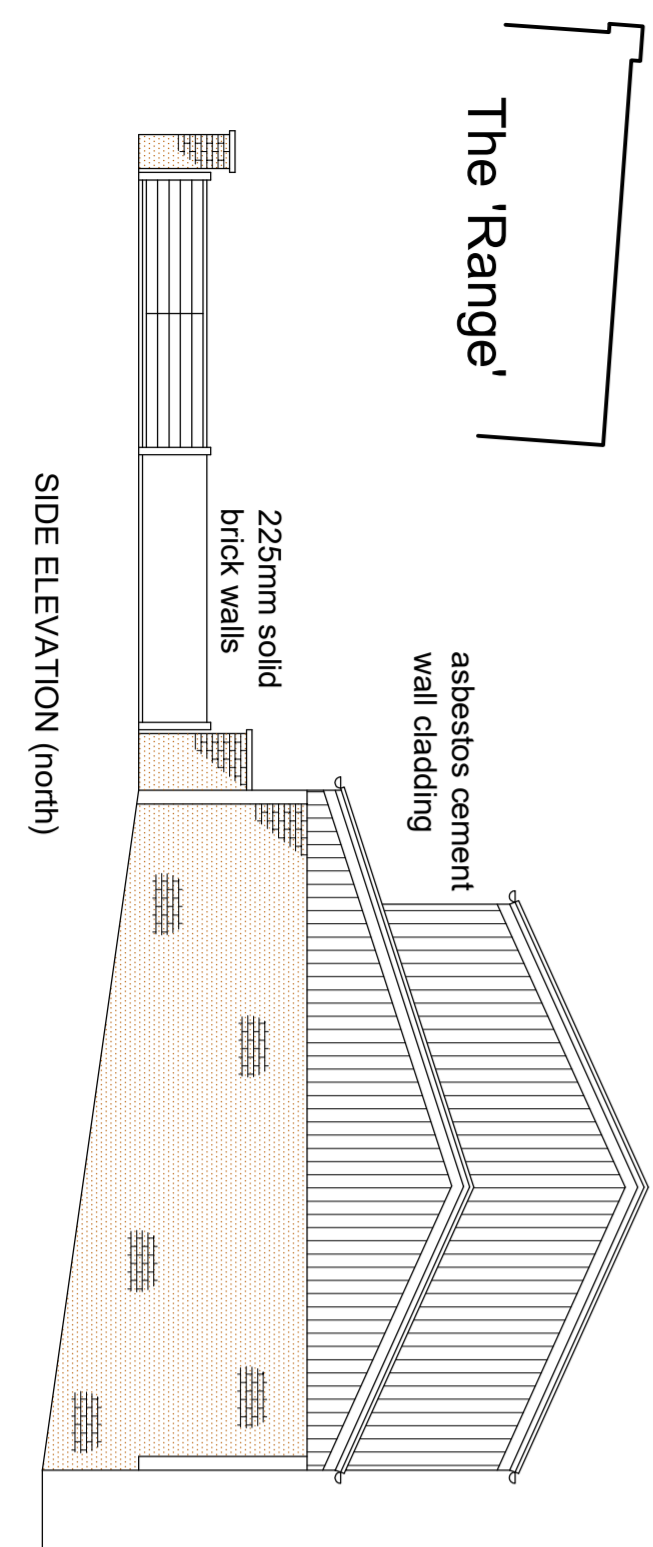 The 'Range'
asbestos cement
wall cladding
225mm solid
brick walls
SIDE ELEVATION (north)